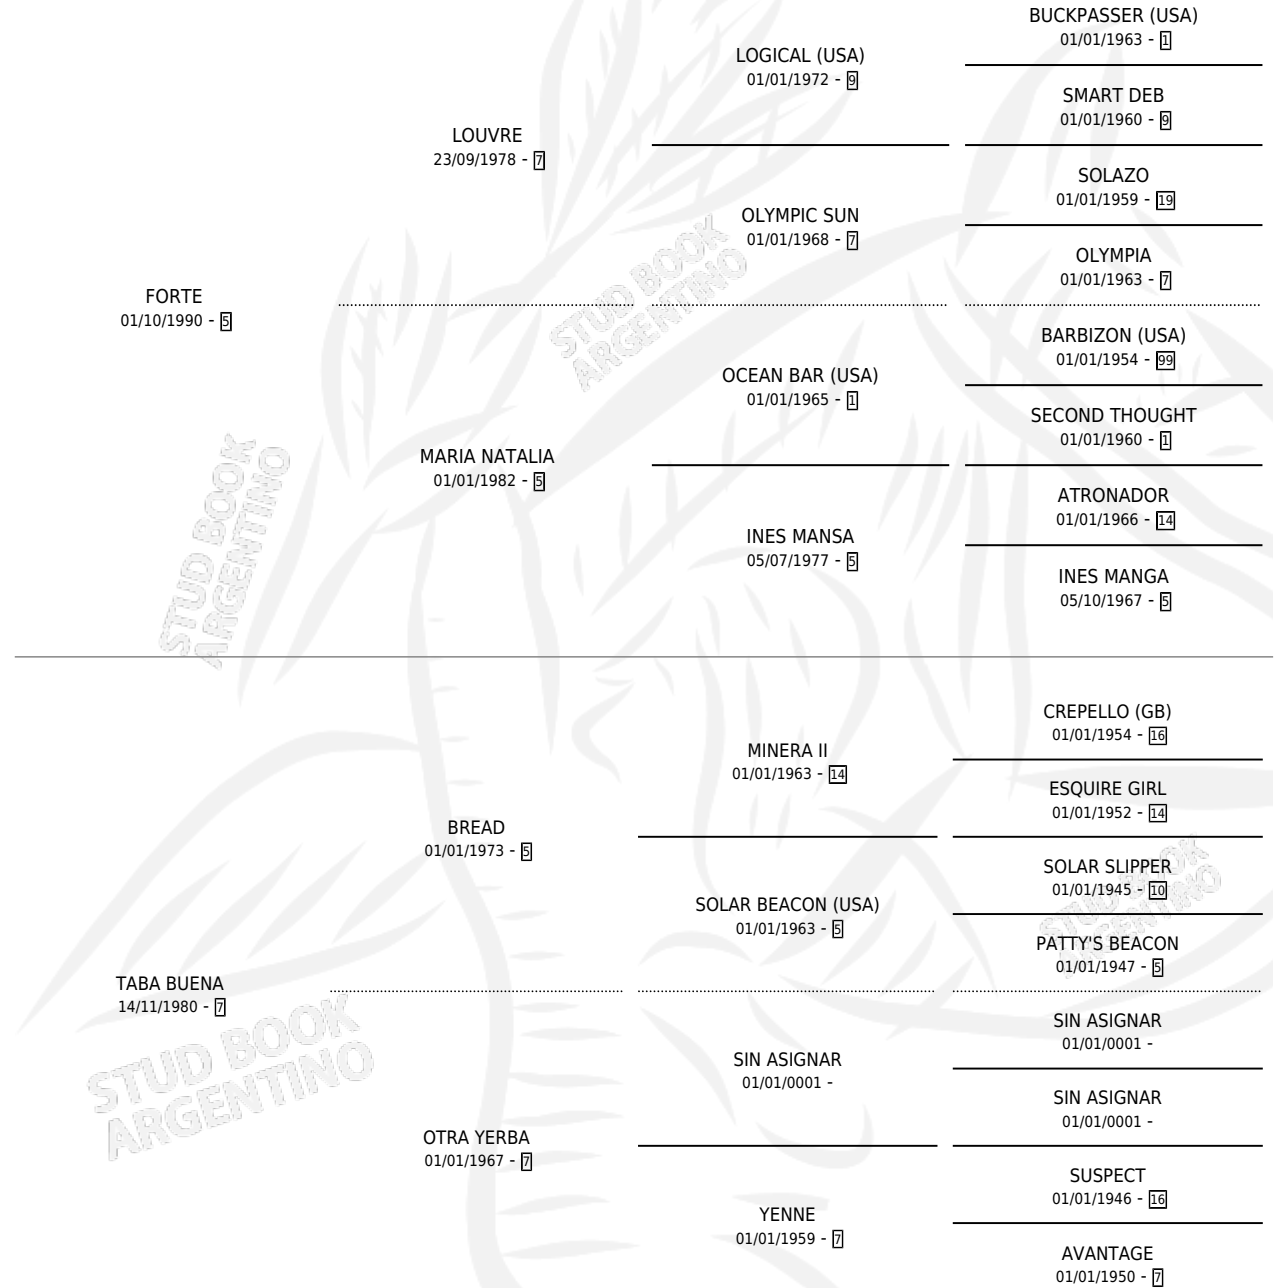 BUCKPASSER (USA)
01/01/1963 - 1
LOGICAL (USA)
01/01/1972 - 9
SMART DEB
01/01/1960 - 9
LOUVRE
23/09/1978 - 7
SOLAZO
01/01/1959 - 19
OLYMPIC SUN
01/01/1968 - 7
OLYMPIA
01/01/1963 - 7
FORTE
01/10/1990 - 5
BARBIZON (USA)
01/01/1954 - 99
OCEAN BAR (USA)
01/01/1965 - 1
SECOND THOUGHT
01/01/1960 - 1
MARIA NATALIA
01/01/1982 - 5
ATRONADOR
01/01/1966 - 14
INES MANSA
05/07/1977 - 5
INES MANGA
05/10/1967 - 5
STUD BOOK
ARGENTINO
STUD BOOK
ARGENTINO
CREPELLO (GB)
01/01/1954 - 16
MINERA II
01/01/1963 - 14
ESQUIRE GIRL
01/01/1952 - 14
BREAD
01/01/1973 - 5
SOLAR SLIPPER
01/01/1945 - 10
SOLAR BEACON (USA)
01/01/1963 - 5
PATTY'S BEACON
01/01/1947 - 5
STUD BOOK
ARGENTINO
TABA BUENA
14/11/1980 - 7
SIN ASIGNAR
01/01/0001 -
SIN ASIGNAR
01/01/0001 -
SIN ASIGNAR
01/01/0001 -
STUD BOOK
ARGENTINO
OTRA YERBA
01/01/1967 - 7
SUSPECT
01/01/1946 - 16
YENNE
01/01/1959 - 7
AVANTAGE
01/01/1950 - 7